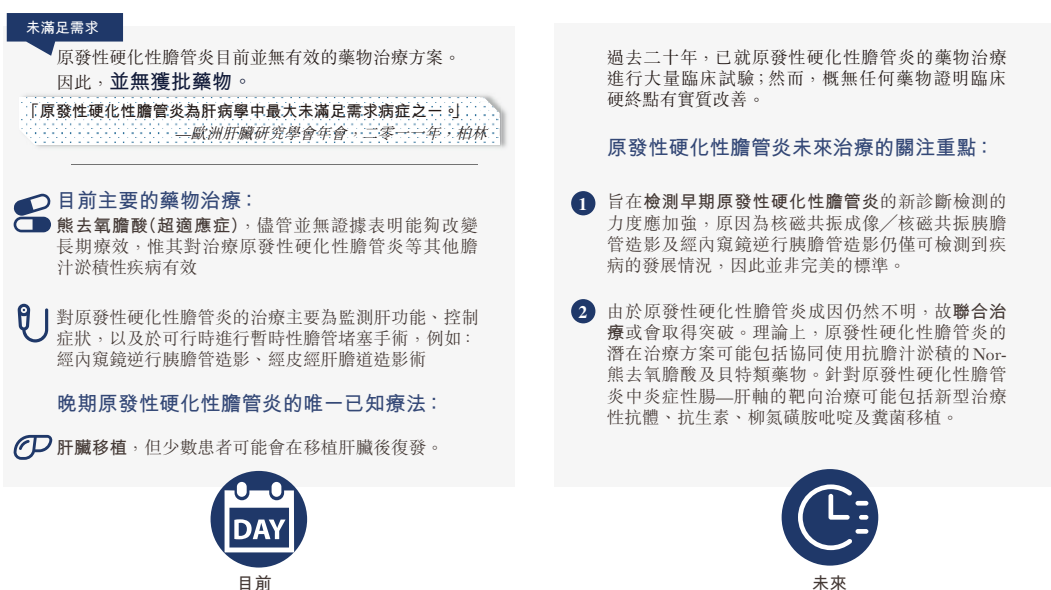 未滿足需求
原發性硬化性膽管炎目前並無有效的藥物治療方案。
因此，並無獲批藥物。
「原發性硬化性膽管炎為肝病學中最大未滿足需求病症之一。」
—歐洲肝臟研究學會年會，二零一一年，柏林
目前主要的藥物治療：
熊去氧膽酸(超適應症)，儘管並無證據表明能夠改變
長期療效，惟其對治療原發性硬化性膽管炎等其他膽
汁淤積性疾病有效
對原發性硬化性膽管炎的治療主要為監測肝功能、控制
症狀，以及於可行時進行暫時性膽管堵塞手術，例如：
經內窺鏡逆行胰膽管造影、經皮經肝膽道造影術
晚期原發性硬化性膽管炎的唯一已知療法：
肝臟移植，但少數患者可能會在移植肝臟後復發。
DAY
目前
過去二十年，已就原發性硬化性膽管炎的藥物治療
進行大量臨床試驗；然而，概無任何藥物證明臨床
硬終點有實質改善。
原發性硬化性膽管炎未來治療的關注重點：
1 旨在檢測早期原發性硬化性膽管炎的新診斷檢測的
力度應加強，原因為核磁共振成像／核磁共振胰膽
管造影及經內窺鏡逆行胰膽管造影仍僅可檢測到疾
病的發展情況，因此並非完美的標準。
2 由於原發性硬化性膽管炎成因仍然不明，故聯合治
療或會取得突破。理論上，原發性硬化性膽管炎的
潛在治療方案可能包括協同使用抗膽汁淤積的Nor-
熊去氧膽酸及貝特類藥物。針對原發性硬化性膽管
炎中炎症性腸—肝軸的靶向治療可能包括新型治療
性抗體、抗生素、柳氮磺胺吡啶及糞菌移植。
未來